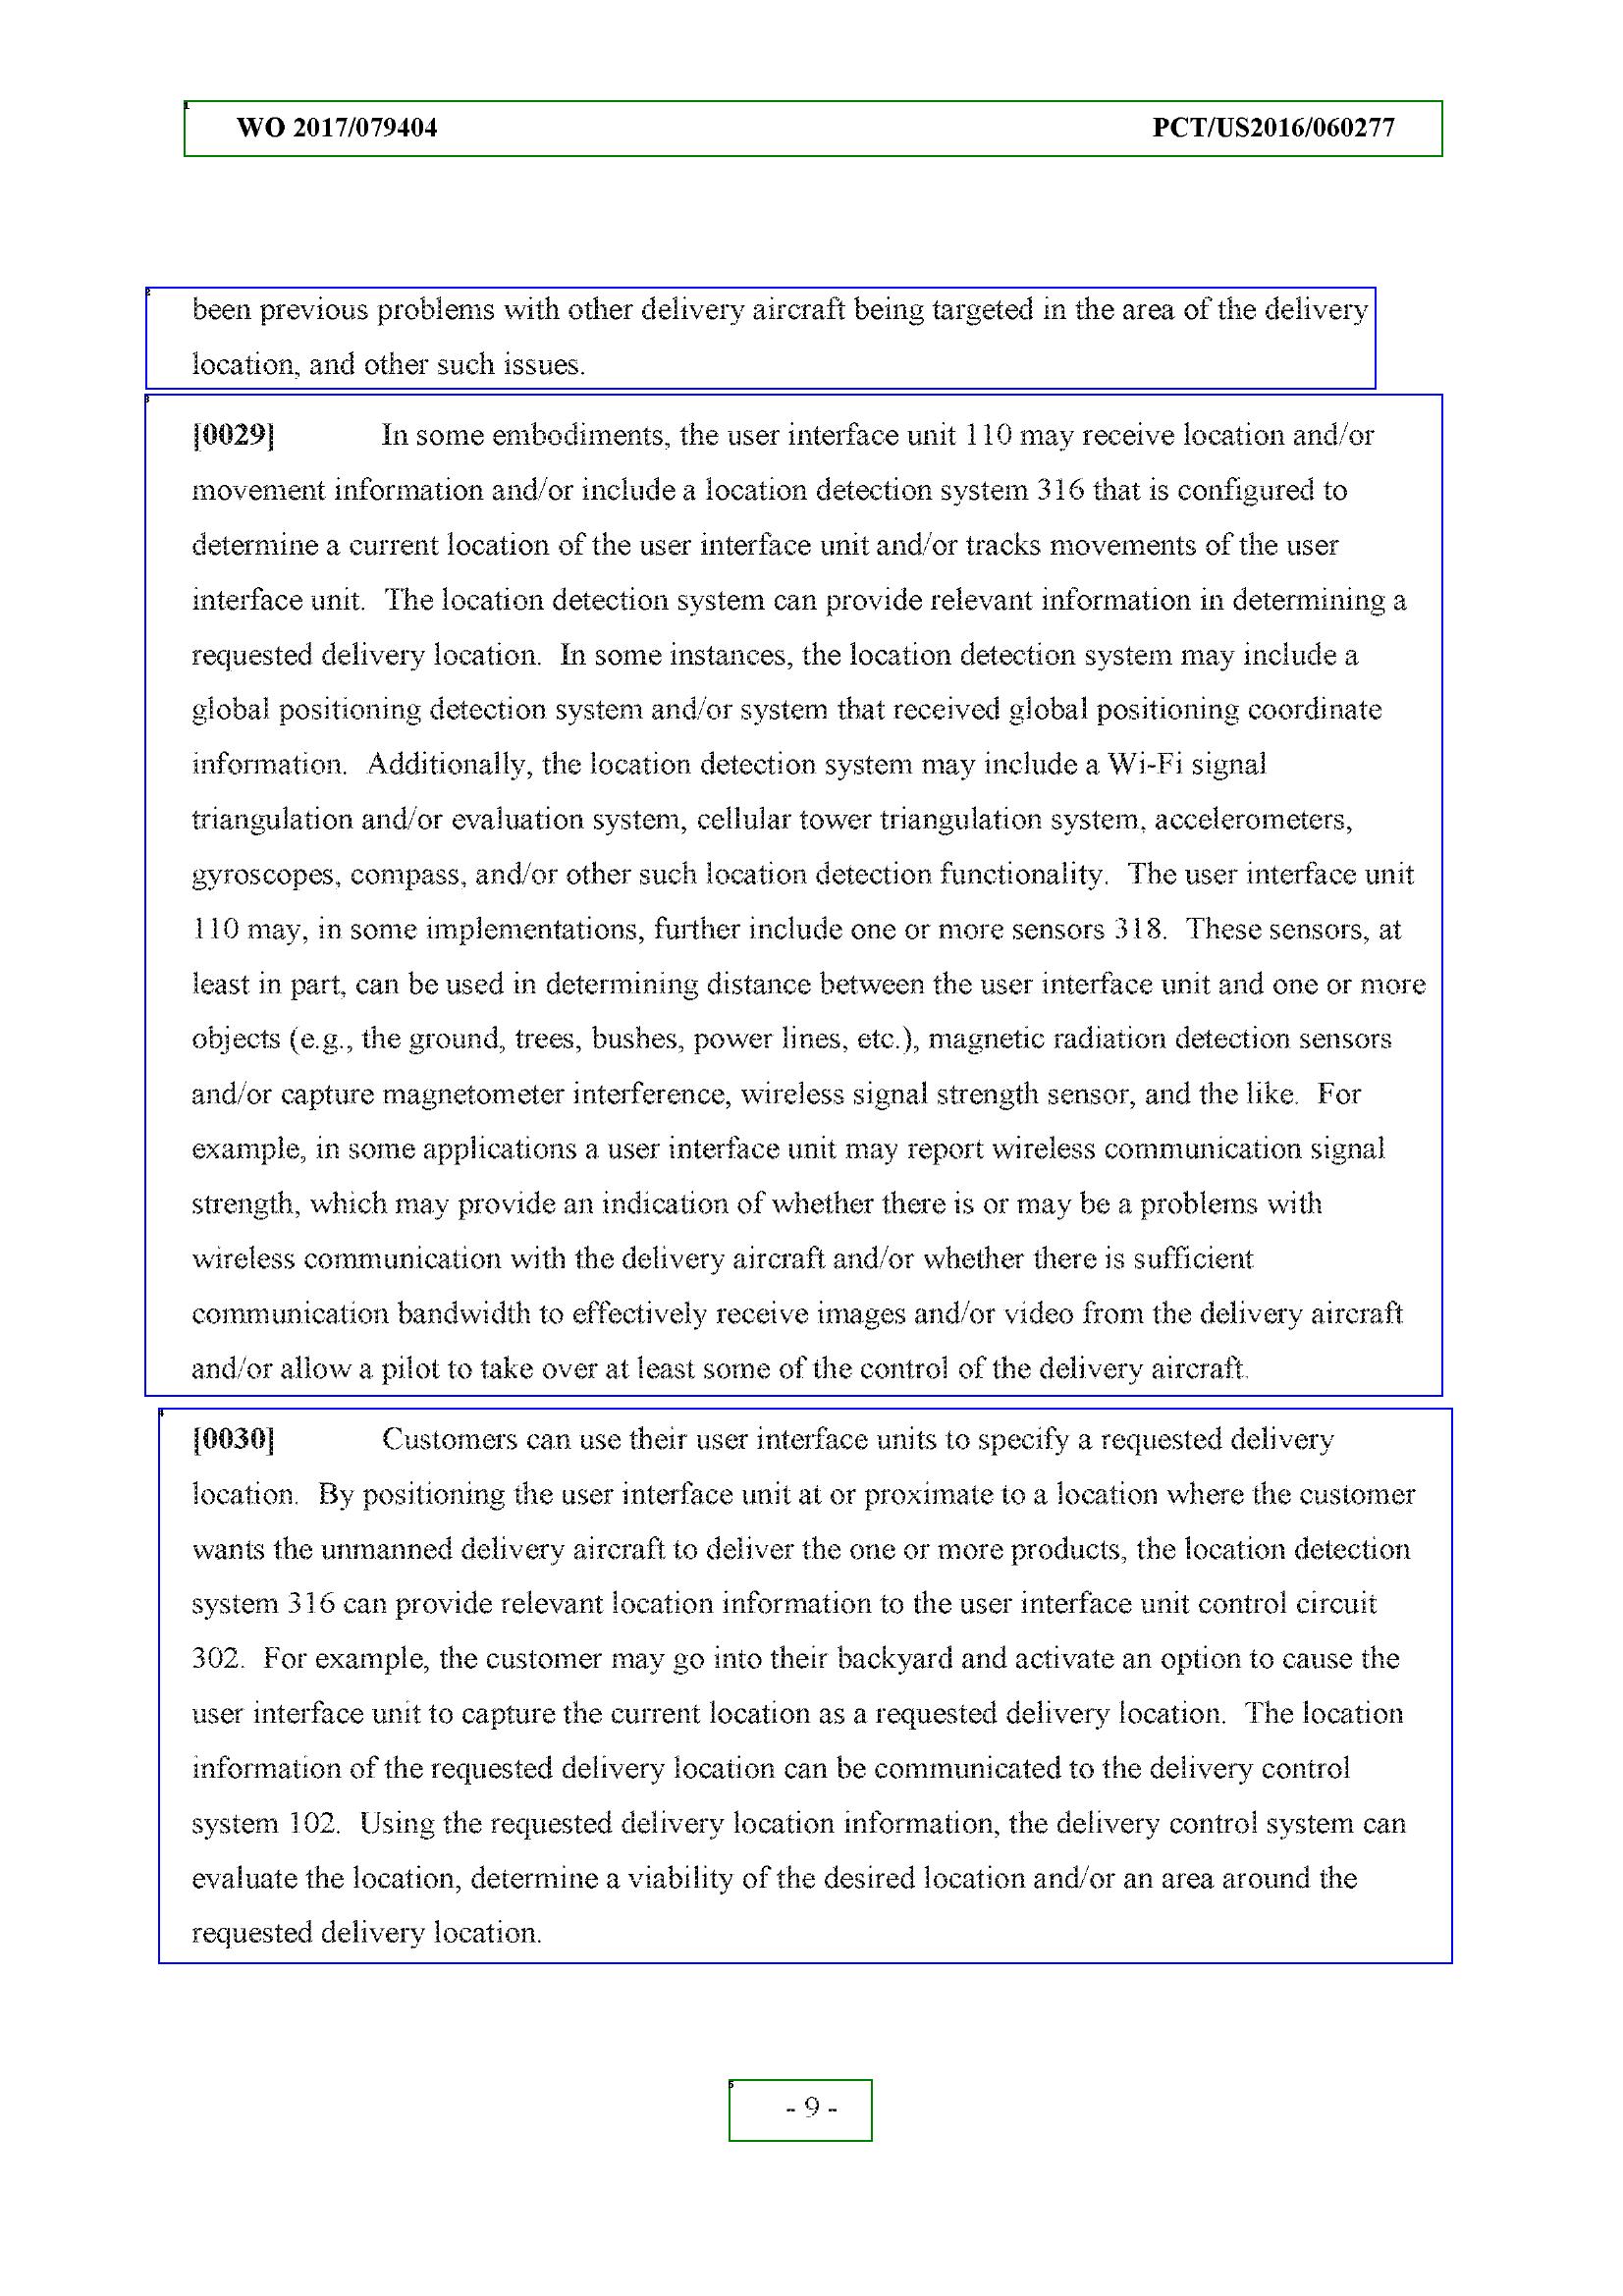 WO 2017/079404 PCT/US2016/060277
been previous problems with other delivery aircraft being targeted in the area of the delivery
location, and other such issues.
[0029] In some embodiments, the user interface unit 110 may receive location and/or
movement information and/or include a location detection system 316 that is configured to
determine a current location of the user interface unit and/or tracks movements of the user
interface unit. The location detection system can provide relevant information in determining a
requested delivery location. In some instances, the location detection system may include a
global positioning detection system and/or system that received global positioning coordinate
information. Additionally, the location detection system may include a Wi-Fi signal
triangulation and/or evaluation system, cellular tower triangulation system, accelerometers,
gyroscopes, compass, and/or other such location detection functionality. The user interface unit
110 may, in some implementations, further include one or more sensors 318. These sensors, at
least in part, can be used in determining distance between the user interface unit and one or more
objects (e.g., the ground, trees, bushes, power lines, etc.), magnetic radiation detection sensors
and/or capture magnetometer interference, wireless signal strength sensor, and the like. For
example, in some applications a user interface unit may report wireless communication signal
strength, which may provide an indication of whether there is or may be a problems with
wireless communication with the delivery aircraft and/or whether there is sufficient
communication bandwidth to effectively receive images and/or video from the delivery aircraft
and/or allow a pilot to take over at least some of the control of the delivery aircraft.
[0030] Customers can use their user interface units to specify a requested delivery
location. By positioning the user interface unit at or proximate to a location where the customer
wants the unmanned delivery aircraft to deliver the one or more products, the location detection
system 316 can provide relevant location information to the user interface unit control circuit
302. For example, the customer may go into their backyard and activate an option to cause the
user interface unit to capture the current location as a requested delivery location. The location
information of the requested delivery location can be communicated to the delivery control
system 102. Using the requested delivery location information, the delivery control system can
evaluate the location, determine a viability of the desired location and/or an area around the
requested delivery location.
- 9 -